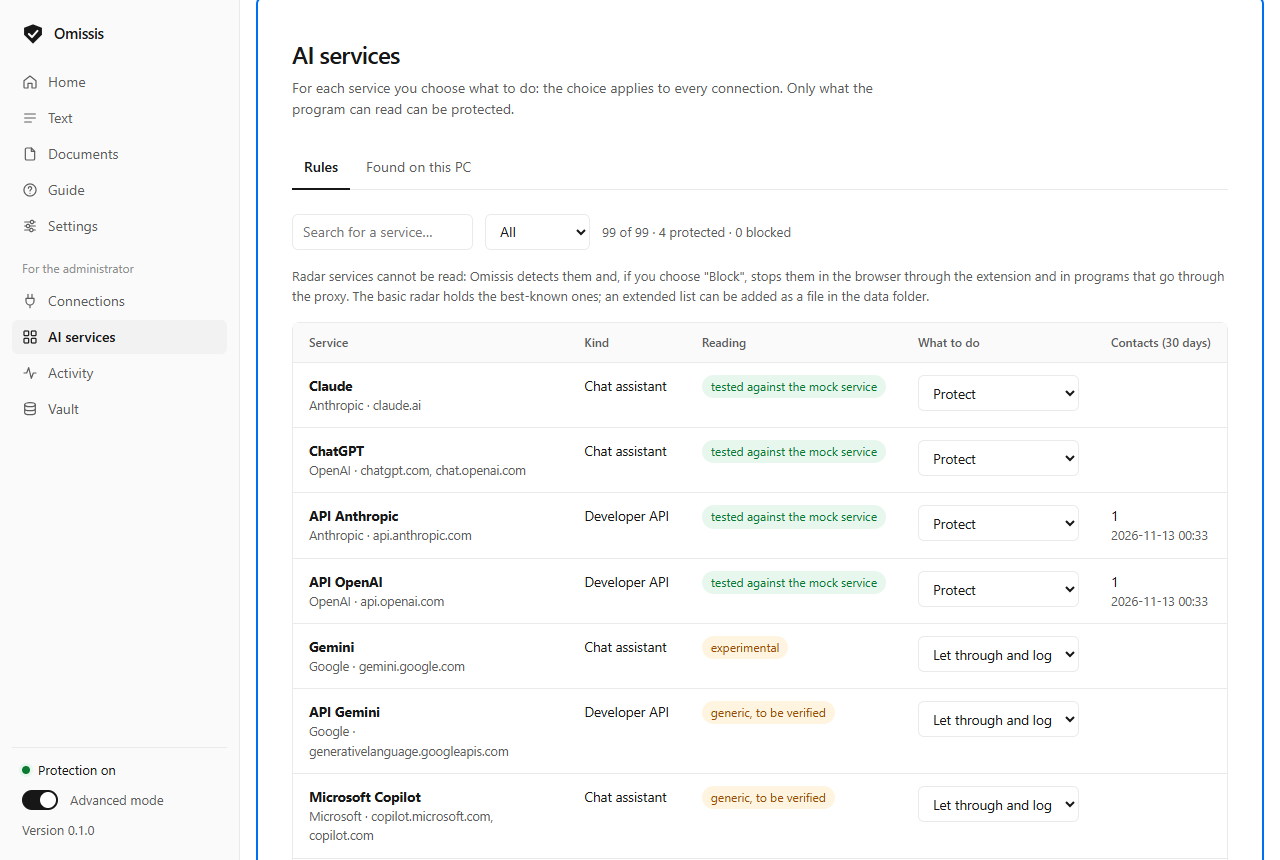 Omissis
Home
Text
Documents
Guide
Settings
For the administrator
Connections
AI services
Activity
Vault
Protection on
Advanced mode
Version 0.1.0
AI services
For each service you choose what to do: the choice applies to every connection. Only what the
program can read can be protected.
Rules
Found on this PC
Search for a service...
All
99 of 99 · 4 protected · 0 blocked
Radar services cannot be read: Omissis detects them and, if you choose "Block", stops them in the browser through the extension and in programs that go through
the proxy. The basic radar holds the best-known ones; an extended list can be added as a file in the data folder.
Service Kind Reading What to do Contacts (30 days)
Claude Chat assistant tested against the mock service Protect
Anthropic · claude.ai
ChatGPT Chat assistant tested against the mock service Protect
OpenAI · chatgpt.com, chat.openai.com
API Anthropic Developer API tested against the mock service Protect 1
Anthropic · api.anthropic.com 2026-11-13 00:33
API OpenAI Developer API tested against the mock service Protect 1
OpenAI · api.openai.com 2026-11-13 00:33
Gemini Chat assistant experimental Let through and log
Google · gemini.google.com
API Gemini Developer API generic, to be verified Let through and log
Google ·
generativelanguage.googleapis.com
Microsoft Copilot Chat assistant generic, to be verified Let through and log
Microsoft · copilot.microsoft.com,
copilot.com